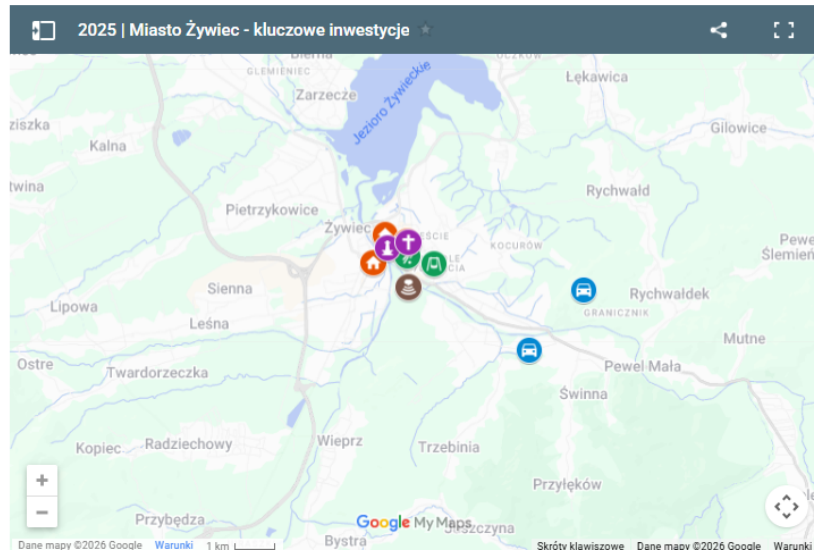 2025 | Miasto Żywiec - kluczowe inwestycje
GLEMIENIEC
Zarzecze
Jezioro Żywieckie
Łękawica
Kalna
Gilowice
Rychwałd
Pietrzykowice
Żywiec
KOCURÓW
Sienna
Rychwałdek
GRANICZNIK
Lipowa
Leśna
Mutne
Ostre
Twardorzeczka
Pewel Mała
Świnna
Kopiec
Radziechowy
Wieprz
Trzebinia
Przyłęków
Przybędza
Google My Maps
Bystra
Dane mapy ©2026 Google Warunki 1 km
Skróty klawiszowe Dane mapy ©2026 Google Warunki